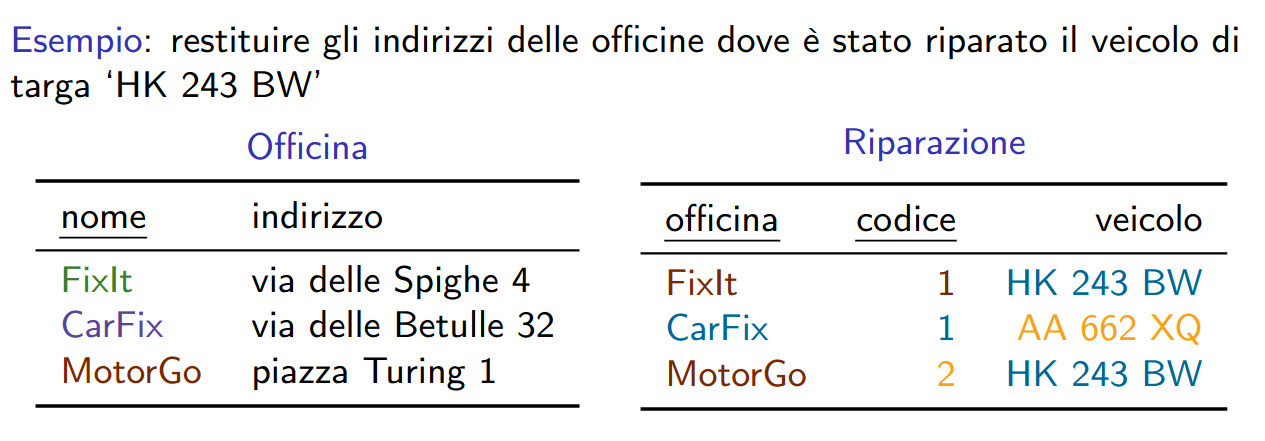 Esempio: restituire gli indirizzi delle officine dove è stato riparato il veicolo di
targa ‘HK 243 BW’
Officina
nome indirizzo
FixIt via delle Spighe 4
CarFix via delle Betulle 32
MotorGo piazza Turing 1
Riparazione
officina codice veicolo
FixIt 1 HK 243 BW
CarFix 1 AA 662 XQ
MotorGo 2 HK 243 BW